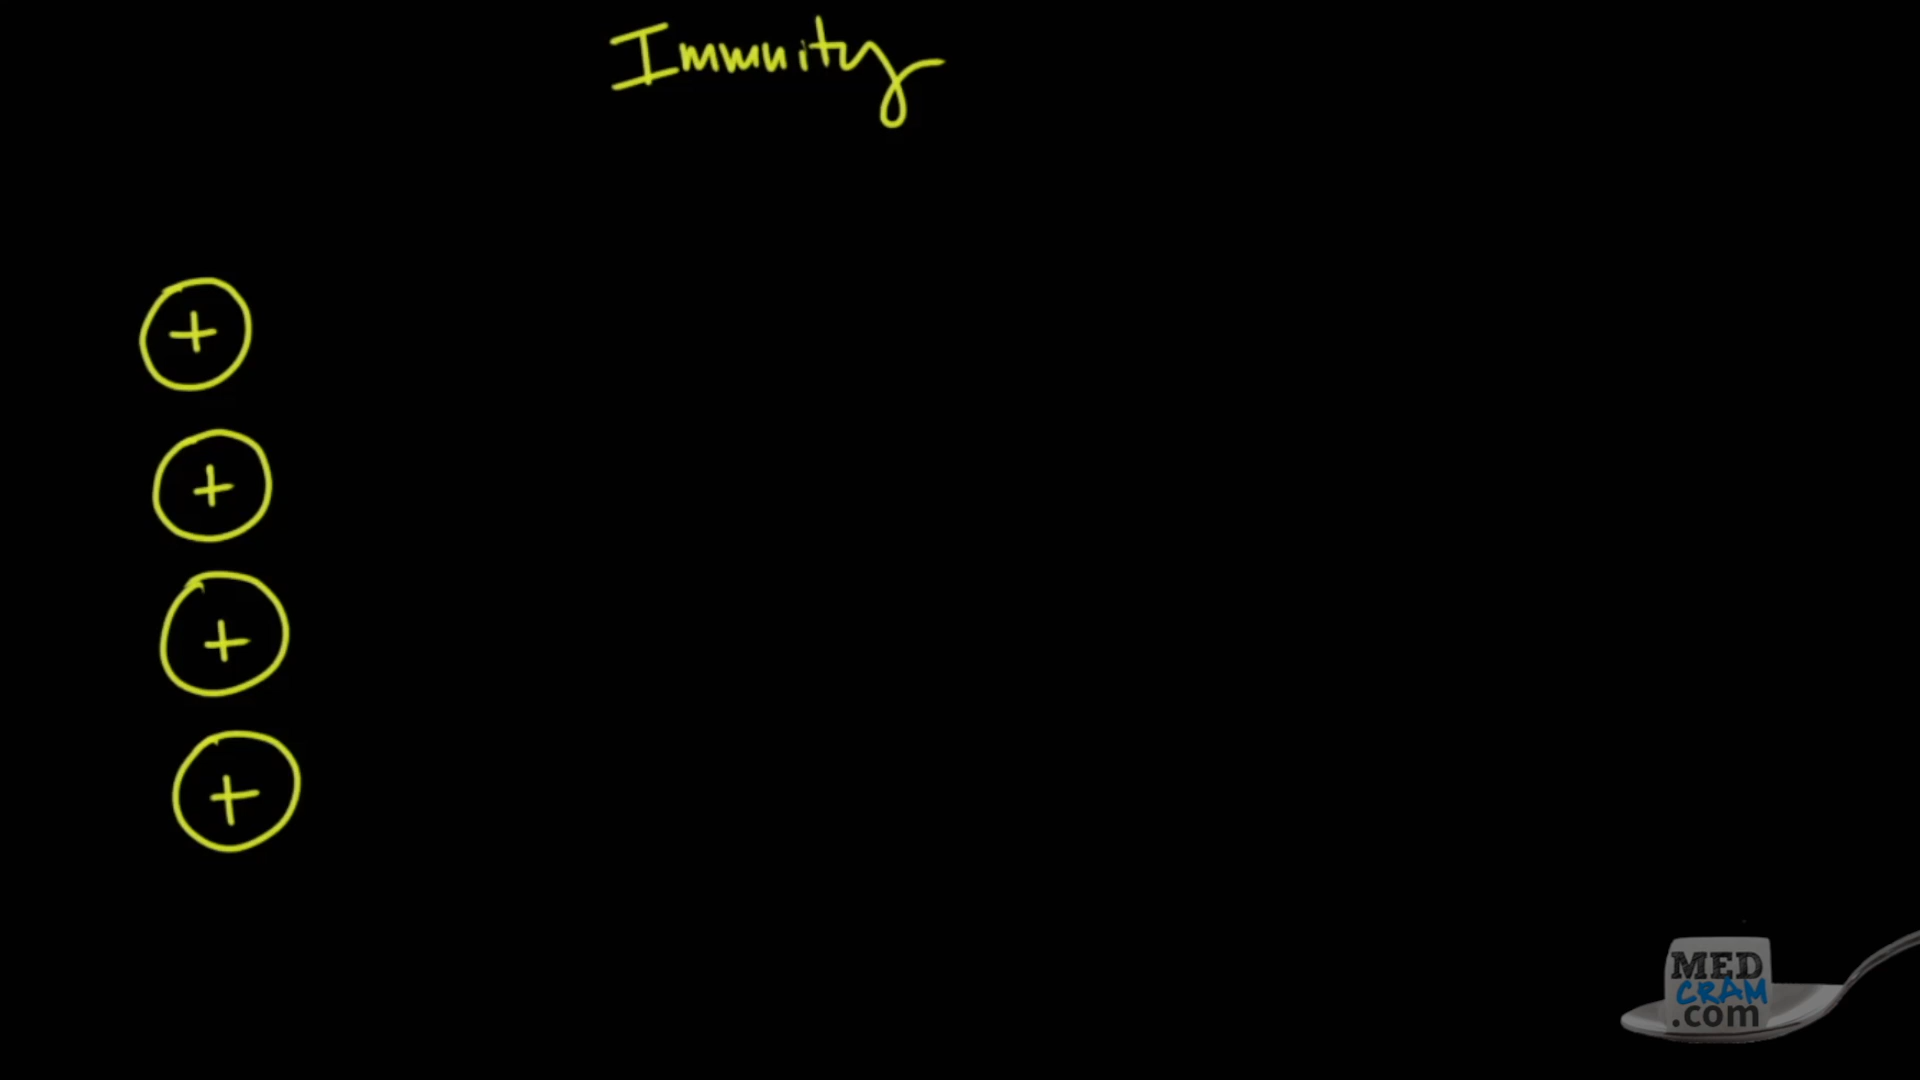 Immunity
+
+
+
+
MED
CRAM
.com